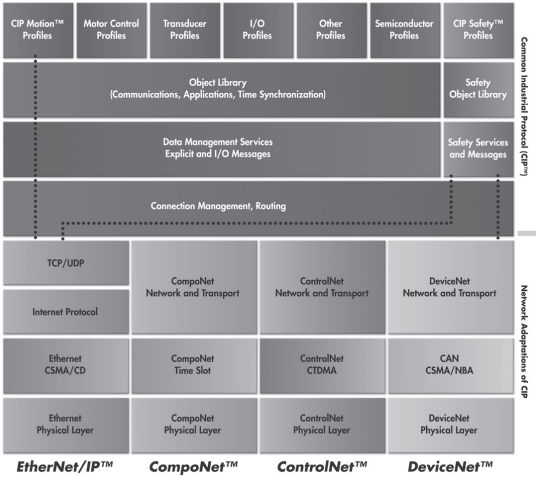 CIP Motion™
Profiles
Motor Control
Profiles
Transducer
Profiles
I/O
Profiles
Other
Profiles
Semiconductor
Profiles
CIP Safety™
Profiles
Object Library
(Communications, Applications, Time Synchronization)
Safety
Object Library
Data Management Services
Explicit and I/O Messages
Safety Services
and Messages
Connection Management, Routing
Common Industrial Protocol (CIP™)
TCP/UDP
Internet Protocol
CompoNet
Network and Transport
ControlNet
Network and Transport
DeviceNet
Network and Transport
Ethernet
CSMA/CD
CompoNet
Time Slot
ControlNet
CTDMA
CAN
CSMA/NBA
Ethernet
Physical Layer
CompoNet
Physical Layer
ControlNet
Physical Layer
DeviceNet
Physical Layer
Network Adaptations of CIP
EtherNet/IP™
CompoNet™
ControlNet™
DeviceNet™